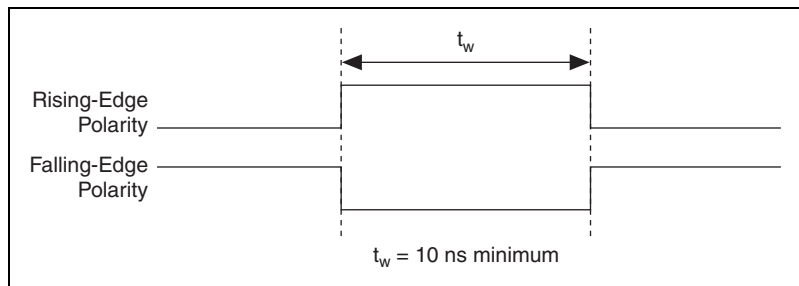 t_w
Rising-Edge
Polarity
Falling-Edge
Polarity
t_w = 10 ns minimum